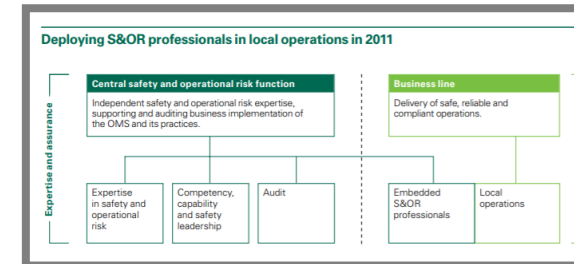 Deploying S&OR professionals in local operations in 2011
Central safety and operational risk function
Independent safety and operational risk expertise,
supporting and auditing business implementation of
the OMS and its practices.
Business line
Delivery of safe, reliable and
compliant operations.
Expertise and assurance
Expertise
in safety and
operational
risk
Competency,
capability
and safety
leadership
Audit
Embedded
S&OR
professionals
Local
operations